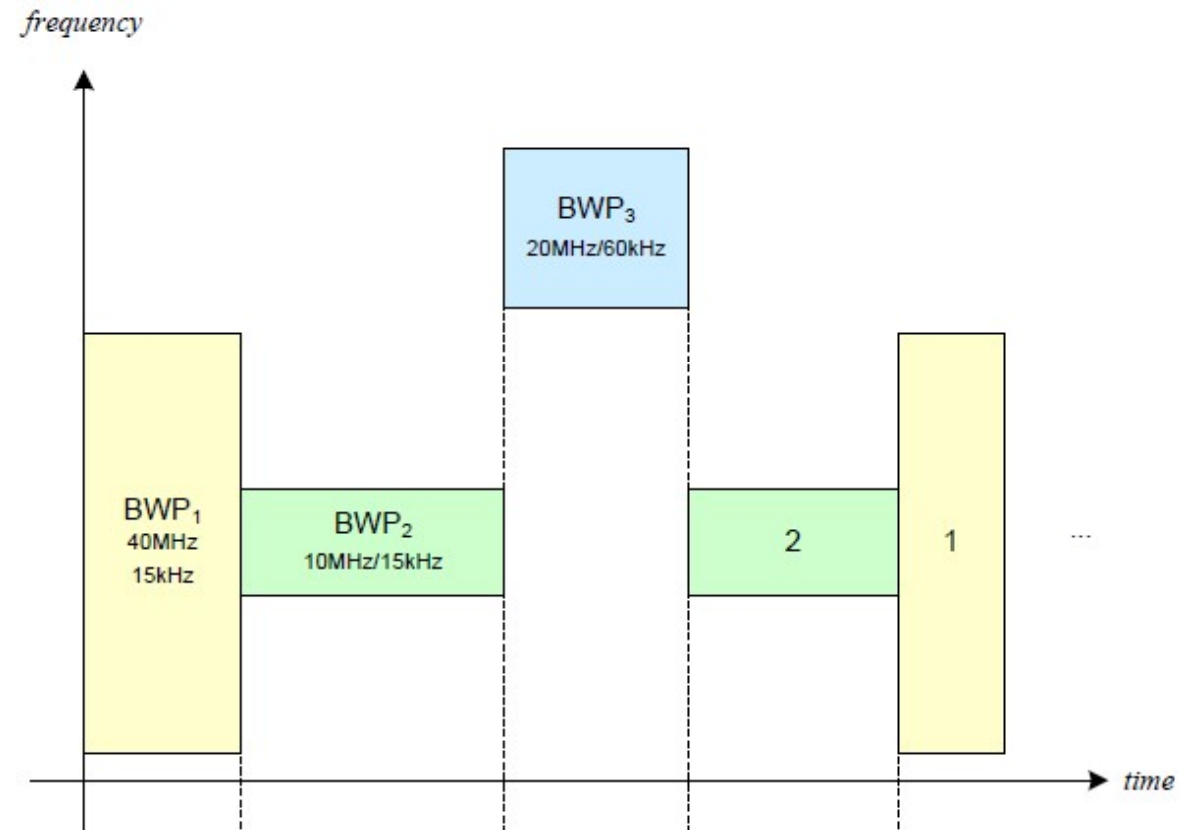 frequency
BWP₃
20MHz/60kHz
BWP₁
40MHz
15kHz
BWP₂
10MHz/15kHz
2
1
...
time